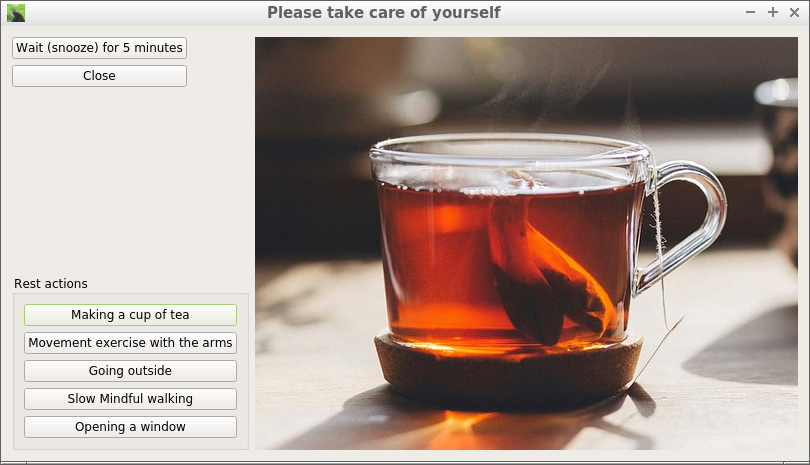 Please take care of yourself
Wait (snooze) for 5 minutes
Close
Rest actions
Making a cup of tea
Movement exercise with the arms
Going outside
Slow Mindful walking
Opening a window